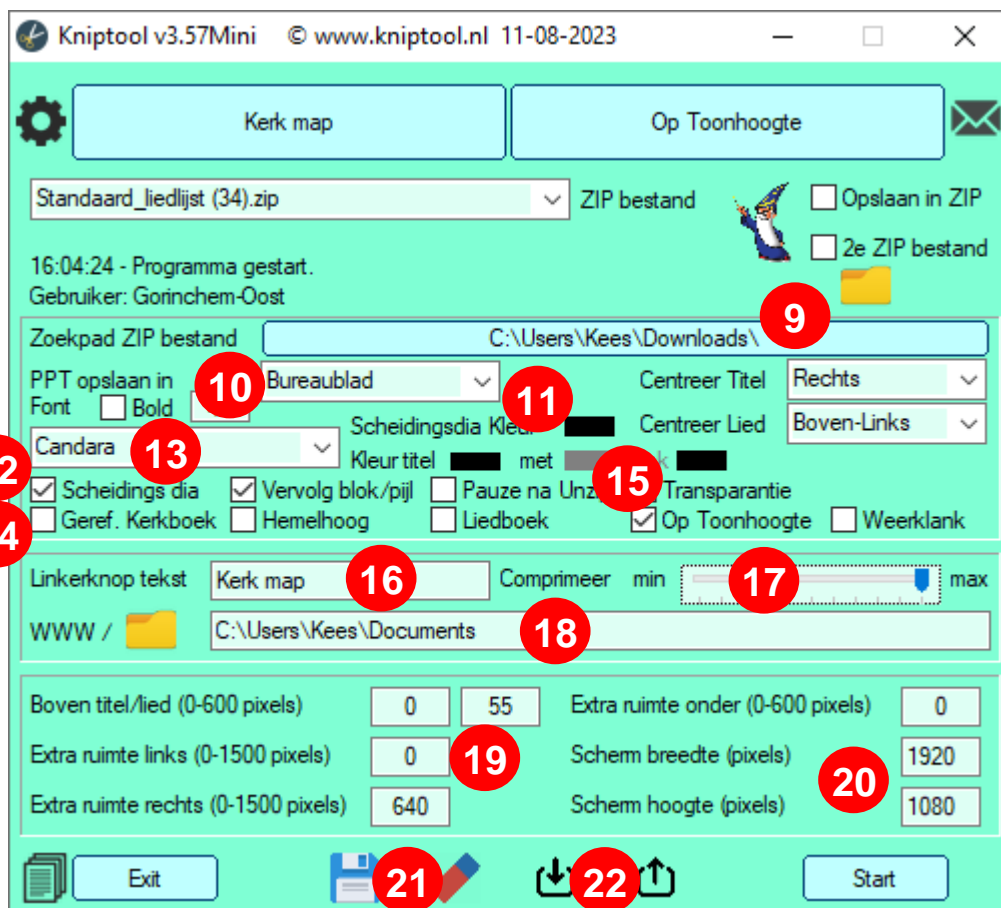 Kniptool v3.57Mini © www.kniptool.nl 11-08-2023
Kerk map Op Toonhoogte
Standaard_liedlijst (34).zip ZIP bestand Opslaan in ZIP
2e ZIP bestand
16:04:24 - Programma gestart.
Gebruiker: Gorinchem-Oost
9
Zoekpad ZIP bestand C:\Users\Kees\Downloads\
PPT opslaan in 10 Bureaublad 11 Centreer Titel Rechts
Font Bold
Scheidingsdia Centreer Lied Boven-Links
Candara 13
Kleur titel met
2 15
Scheidings dia Vervolg blok/pijl Pauze na Transparantie
4 Geref. Kerkboek Hemelhoog Liedboek Op Toonhoogte Weerklank
Linkerknop tekst Kerk map 16 Comprimeer min 17 max
WWW / C:\Users\Kees\Documents 18
Boven titel/lied (0-600 pixels) 0 55 Extra ruimte onder (0-600 pixels) 0
Extra ruimte links (0-1500 pixels) 0 19 Scherm breedte (pixels) 1920
20
Extra ruimte rechts (0-1500 pixels) 640 Scherm hoogte (pixels) 1080
Exit 21 22 Start